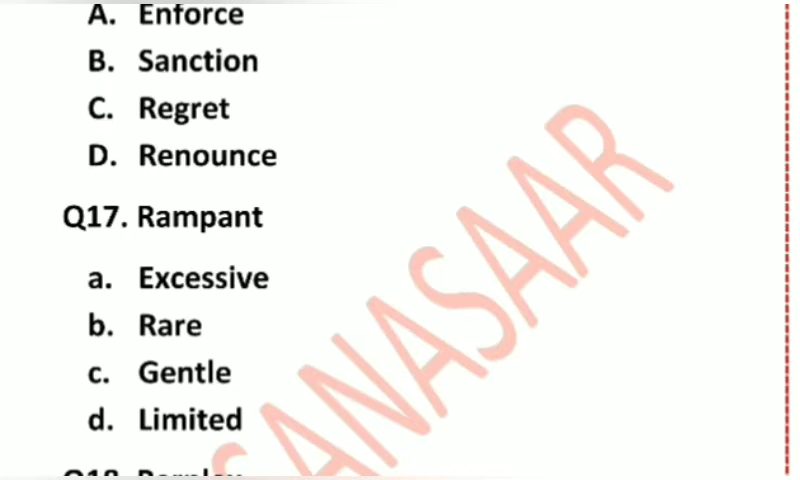 A. Enforce
B. Sanction
C. Regret
D. Renounce
Q17. Rampant
a. Excessive
b. Rare
c. Gentle
d. Limited
SANASAAR